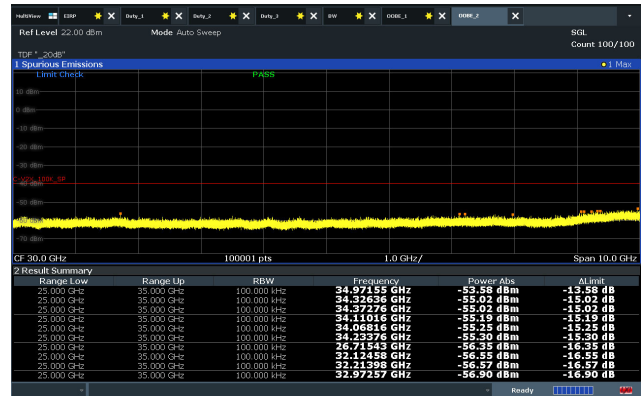 MultiView EIRP Duty_1 Duty_2 Duty_3 BW OOBE_1 OOBE_2
Ref Level 22.00 dBm Mode Auto Sweep SGL
Count 100/100
TDF "_20dB"
1 Spurious Emissions 1 Max
Limit Check PASS
10 dBm
0 dBm
-10 dBm
-20 dBm
-30 dBm
-40 dBm
-50 dBm
-60 dBm
-70 dBm
CF 30.0 GHz 100001 pts 1.0 GHz/ Span 10.0 GHz
2 Result Summary
Range Low Range Up RBW Frequency Power Abs ΔLimit
25.000 GHz 35.000 GHz 100.000 kHz 34.97155 GHz -53.58 dBm -13.58 dB
25.000 GHz 35.000 GHz 100.000 kHz 34.32636 GHz -55.02 dBm -15.02 dB
25.000 GHz 35.000 GHz 100.000 kHz 34.37276 GHz -55.02 dBm -15.02 dB
25.000 GHz 35.000 GHz 100.000 kHz 34.11016 GHz -55.19 dBm -15.19 dB
25.000 GHz 35.000 GHz 100.000 kHz 34.06816 GHz -55.25 dBm -15.25 dB
25.000 GHz 35.000 GHz 100.000 kHz 34.23376 GHz -55.30 dBm -15.30 dB
25.000 GHz 35.000 GHz 100.000 kHz 26.71543 GHz -56.35 dBm -16.35 dB
25.000 GHz 35.000 GHz 100.000 kHz 32.12458 GHz -56.55 dBm -16.55 dB
25.000 GHz 35.000 GHz 100.000 kHz 32.21398 GHz -56.57 dBm -16.57 dB
25.000 GHz 35.000 GHz 100.000 kHz 32.97257 GHz -56.90 dBm -16.90 dB
Ready